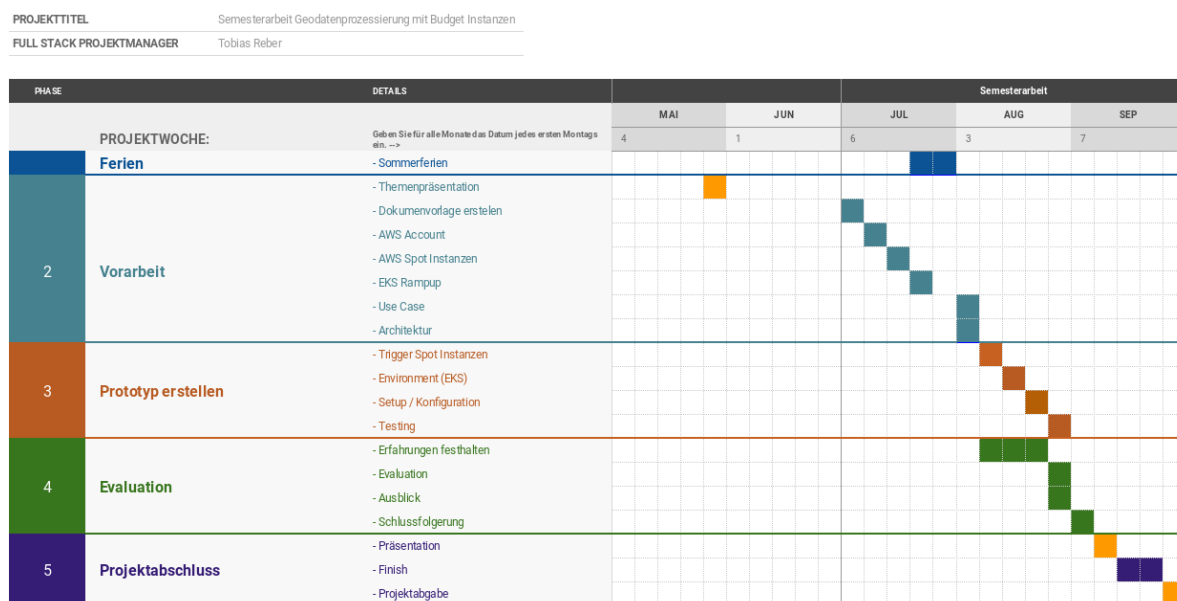 PROJEKTTITEL Semesterarbeit Geodatenprozessierung mit Budget Instanzen
FULL STACK PROJEKTMANAGER Tobias Reber
PHASE DETAILS Semesterarbeit
MAI JUN JUL AUG SEP
PROJEKTWOCHE: Geben Sie für alle Monate das Datum jedes ersten Montags
ein. --> 4 1 6 3 7
Ferien - Sommerferien
- Themenpräsentation
- Dokumenvorlage erstelen
- AWS Account
- AWS Spot Instanzen
2 Vorarbeit
- EKS Rampup
- Use Case
- Architektur
- Trigger Spot Instanzen
- Environment (EKS)
3 Prototyp erstellen
- Setup / Konfiguration
- Testing
- Erfahrungen festhalten
- Evaluation
4 Evaluation
- Ausblick
- Schlussfolgerung
- Präsentation
5 Projektabschluss - Finish
- Projektabgabe